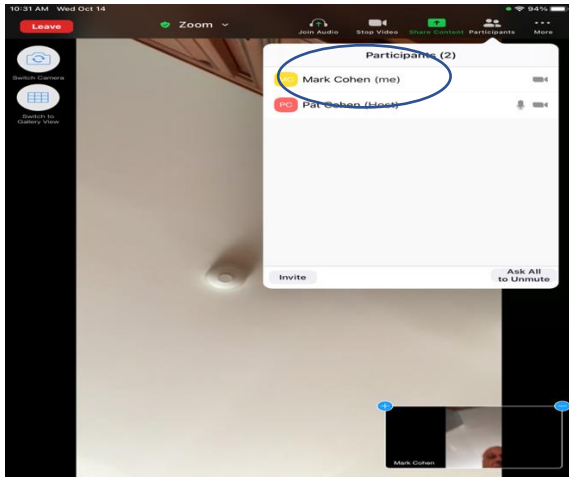 10:31 AM Wed Oct 14
94%
Leave
Zoom
Join Audio
Stop Video
Share Content
Participants
More
Switch Camera
Switch to
Gallery View
Participants (2)
Mark Cohen (me)
PC Pat Cohen (Host)
Invite
Ask All
to Unmute
Mark Cohen